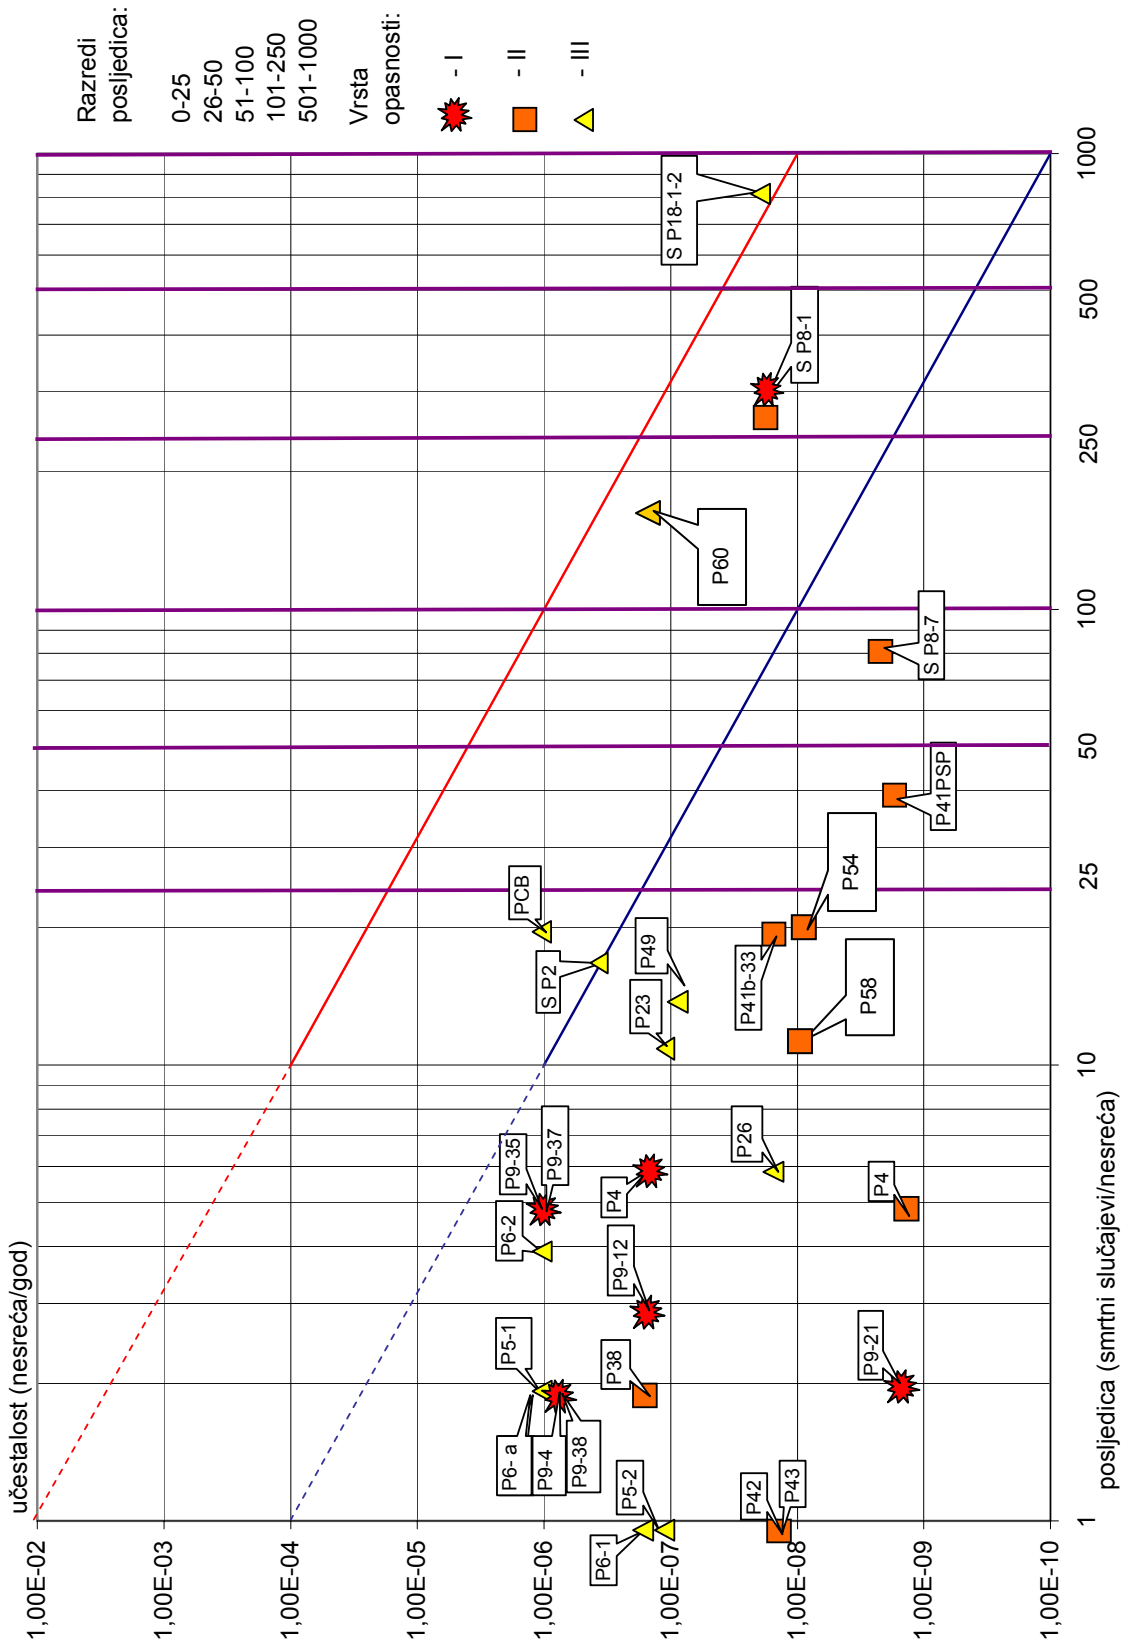 učestalost (nesreća/god)
1,00E-02
1,00E-03
1,00E-04
1,00E-05
1,00E-06
1,00E-07
1,00E-08
1,00E-09
1,00E-10
1
10
25
50
100
250
500
1000
posljedica (smrtni slučajevi/nesreća)
P6-1
P5-2
P42
P43
P6- a
P9-4
P9-38
P5-1
P38
P9-21
P9-12
P6-2
P9-35
P9-37
P4
P26
P4
P23
P49
S P2
PCB
P41b-33
P58
P54
P41PSP
S P8-7
P60
S P8-1
S P18-1-2
Razredi
posljedica:
0-25
26-50
51-100
101-250
501-1000
Vrsta
opasnosti:
- I
- II
- III